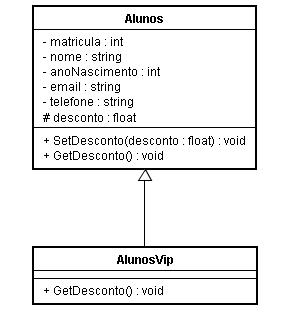 Alunos
- matricula : int
- nome : string
- anoNascimento : int
- email : string
- telefone : string
# desconto : float
+ SetDesconto(desconto : float) : void
+ GetDesconto() : void
AlunosVip
+ GetDesconto() : void